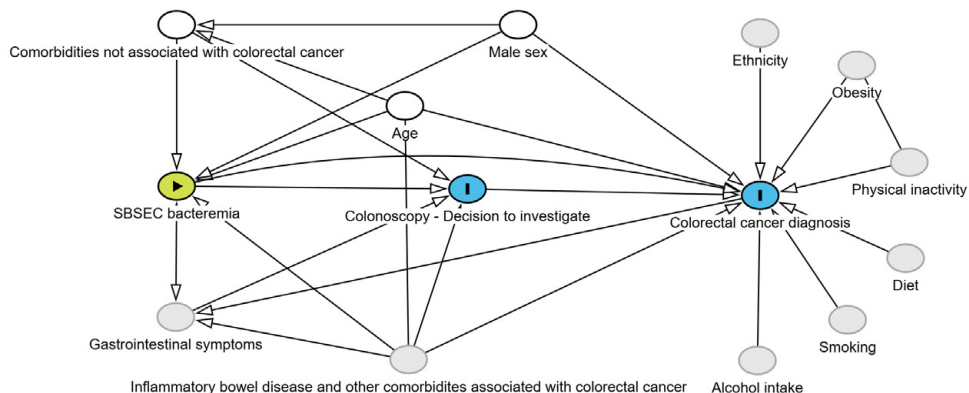 Comorbidities not associated with colorectal cancer
Male sex
Ethnicity
Obesity
Age
Physical inactivity
SBSEC bacteremia
Colonoscopy - Decision to investigate
Colorectal cancer diagnosis
Diet
Gastrointestinal symptoms
Smoking
Inflammatory bowel disease and other comorbidites associated with colorectal cancer
Alcohol intake